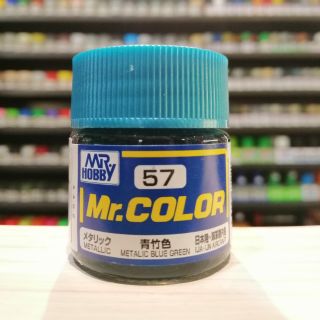 MR
HOBBY
57
Mr.COLOR
メタリック
METALLIC
青竹色
METALIC BLUE GREEN